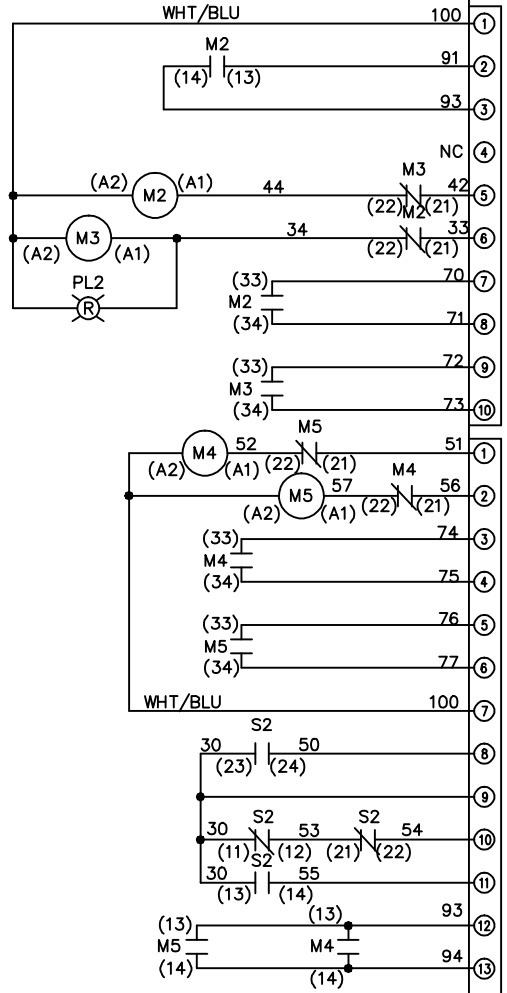 WHT/BLU 100 1
M2 91 2
(14) (13)
93 3
NC 4
(A2) M2 (A1) 44 M3 42 5
(22) (21)
(A2) M3 (A1) 34 M2 33 6
(22) (21)
PL2
R
(33) 70 7
M2
(34) 71 8
(33) 72 9
M3
(34) 73 10
M4 52 M5 51 1
(A2) (A1) (22) (21)
M5 57 M4 56 2
(A2) (A1) (22) (21)
(33) 74 3
M4
(34) 75 4
(33) 76 5
M5
(34) 77 6
WHT/BLU 100 7
S2
30 50 8
(23) (24)
9
30 S2 53 S2 54 10
(11) (12) (21) (22)
30 S2 55 11
(13) (14)
(13) (13) 93 12
M5 M4
(14) (14) 94 13